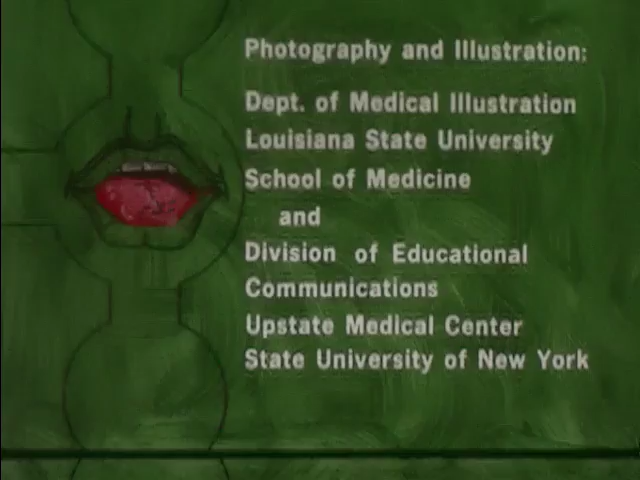 Photography and Illustration:
Dept. of Medical Illustration
Louisiana State University
School of Medicine
and
Division of Educational
Communications
Upstate Medical Center
State University of New York